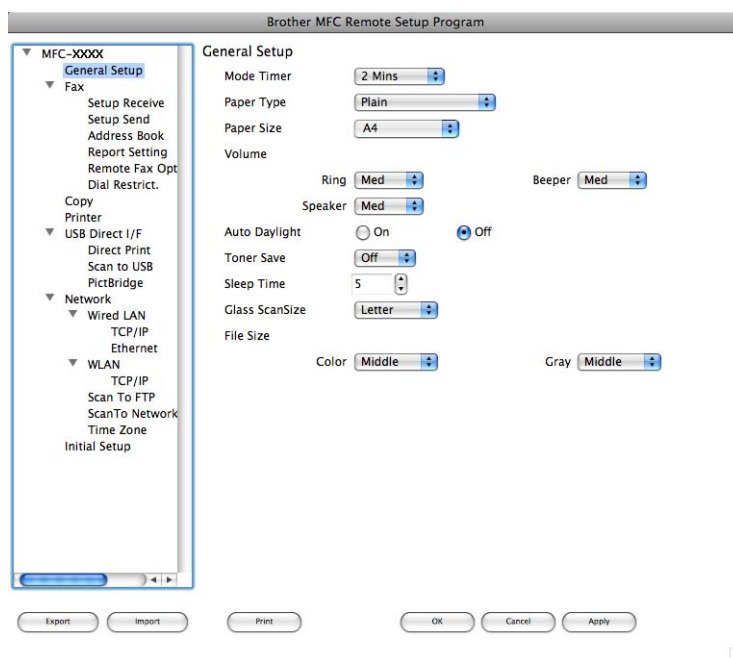 Brother MFC Remote Setup Program
MFC-XXXX
General Setup
Fax
Setup Receive
Setup Send
Address Book
Report Setting
Remote Fax Opt
Dial Restrict.
Copy
Printer
USB Direct I/F
Direct Print
Scan to USB
PictBridge
Network
Wired LAN
TCP/IP
Ethernet
WLAN
TCP/IP
Scan To FTP
ScanTo Network
Time Zone
Initial Setup
General Setup
Mode Timer 2 Mins
Paper Type Plain
Paper Size A4
Volume
Ring Med Beeper Med
Speaker Med
Auto Daylight On Off
Toner Save Off
Sleep Time 5
Glass ScanSize Letter
File Size
Color Middle Gray Middle
Export Import Print OK Cancel Apply